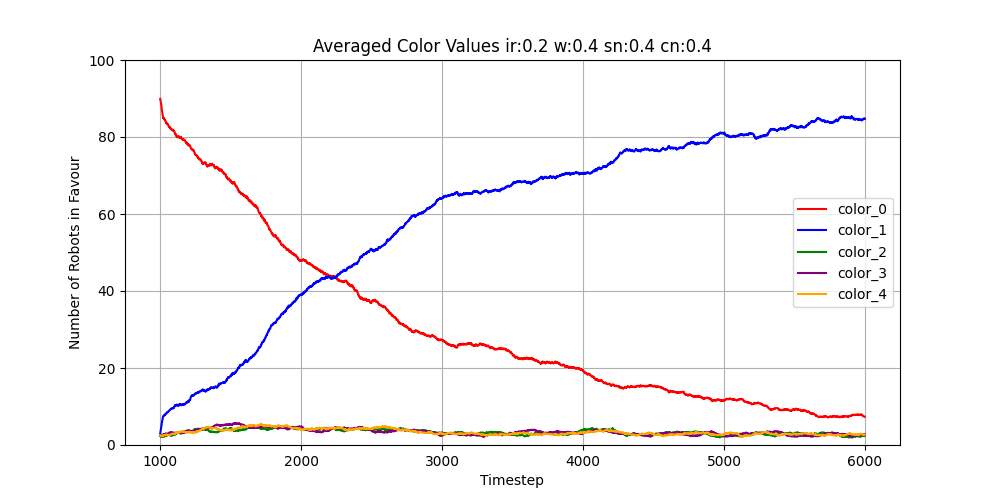 Averaged Color Values ir:0.2 w:0.4 sn:0.4 cn:0.4
Number of Robots in Favour
100
80
60
40
20
0
color_0
color_1
color_2
color_3
color_4
1000 2000 3000 4000 5000 6000
Timestep